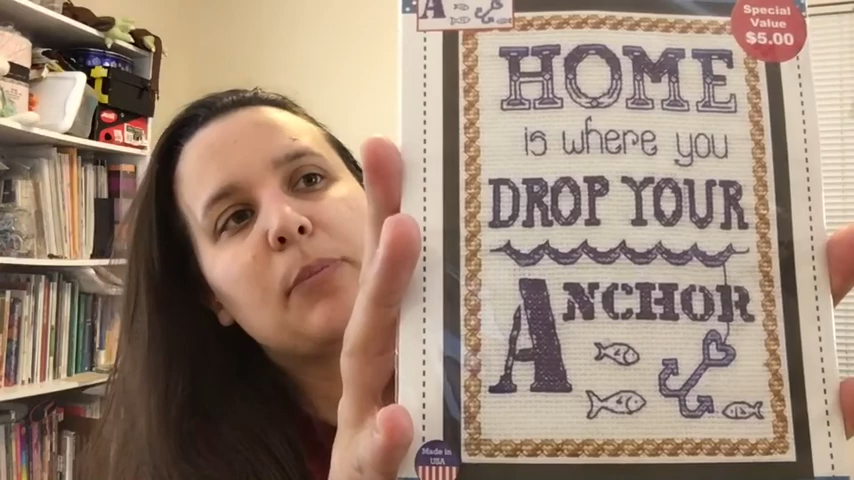 A
Special
Value
$5.00
HOME
is where you
DROP YOUR
ANCHOR
Made in
USA